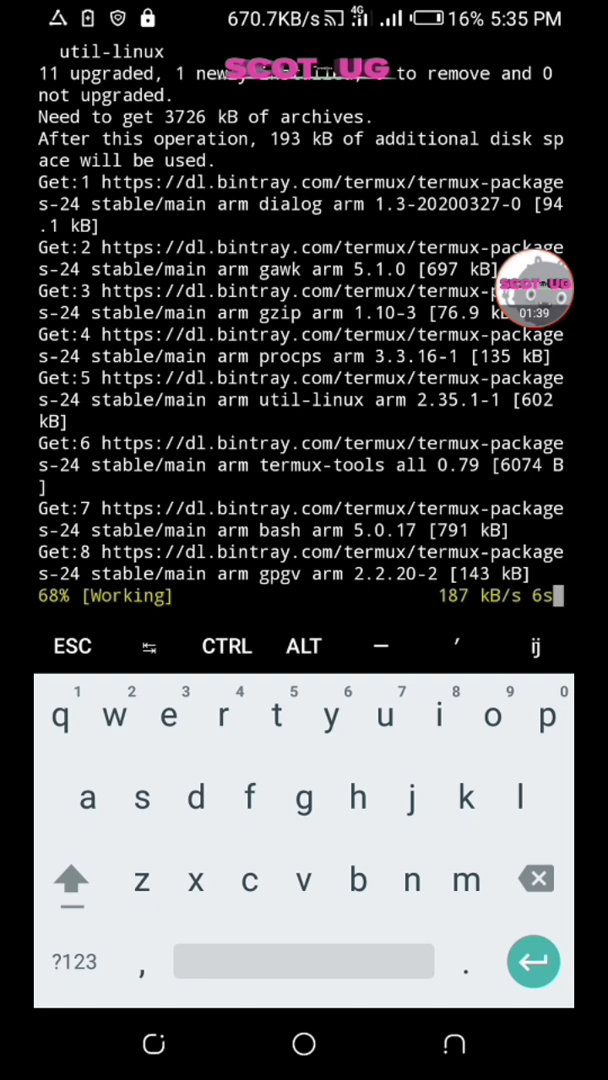 670.7KB/s 4G 16% 5:35 PM
util-linux
SCOT UG
11 upgraded, 1 new to remove and 0
not upgraded.
Need to get 3726 kB of archives.
After this operation, 193 kB of additional disk sp
ace will be used.
Get:1 https://dl.bintray.com/termux/termux-package
s-24 stable/main arm dialog arm 1.3-20200327-0 [94
.1 kB]
Get:2 https://dl.bintray.com/termux/termux-package
s-24 stable/main arm gawk arm 5.1.0 [697 kB]
Get:3 https://dl.bintray.com/termux/termux-p
SCOT UG
s-24 stable/main arm gzip arm 1.10-3 [76.9
01:39
Get:4 https://dl.bintray.com/termux/termux-package
s-24 stable/main arm procps arm 3.3.16-1 [135 kB]
Get:5 https://dl.bintray.com/termux/termux-package
s-24 stable/main arm util-linux arm 2.35.1-1 [602
kB]
Get:6 https://dl.bintray.com/termux/termux-package
s-24 stable/main arm termux-tools all 0.79 [6074 B
]
Get:7 https://dl.bintray.com/termux/termux-package
s-24 stable/main arm bash arm 5.0.17 [791 kB]
Get:8 https://dl.bintray.com/termux/termux-package
s-24 stable/main arm gpgv arm 2.2.20-2 [143 kB]
68% [Working] 187 kB/s 6s
ESC CTRL ALT — ′ ij
1 2 3 4 5 6 7 8 9 0
q w e r t y u i o p
a s d f g h j k l
z x c v b n m
?123 , .